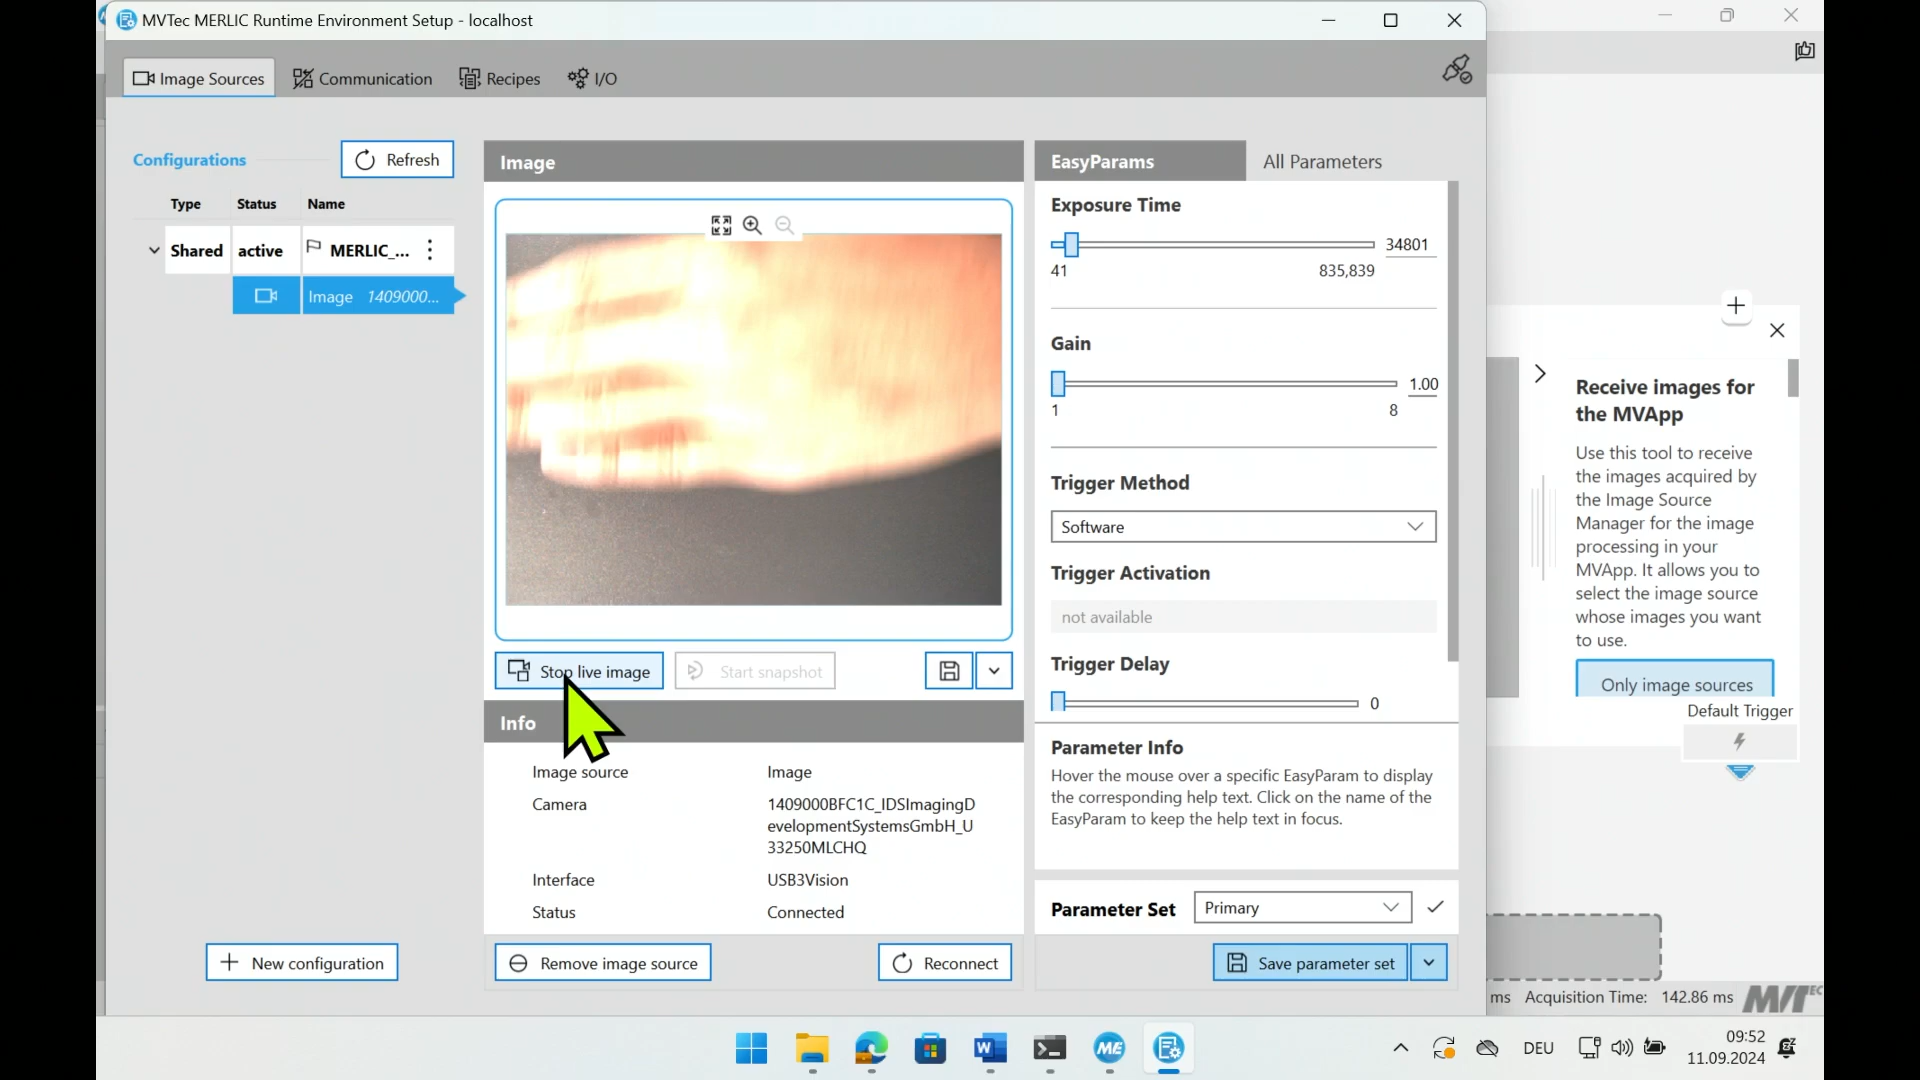 MVTec MERLIC Runtime Environment Setup - localhost
Image Sources
Communication
Recipes
I/O
Configurations
Refresh
Type
Status
Name
Shared
active
MERLIC_...
Image
1409000...
New configuration
Image
Stop live image
Start snapshot
Info
Image source
Image
Camera
1409000BFC1C_IDSImagingD
evelopmentSystemsGmbH_U
33250MLCHQ
Interface
USB3Vision
Status
Connected
Remove image source
Reconnect
EasyParams
All Parameters
Exposure Time
34801
41
835,839
Gain
1.00
1
8
Trigger Method
Software
Trigger Activation
not available
Trigger Delay
0
Parameter Info
Hover the mouse over a specific EasyParam to display
the corresponding help text. Click on the name of the
EasyParam to keep the help text in focus.
Parameter Set
Primary
Save parameter set
Receive images for
the MVApp
Use this tool to receive
the images acquired by
the Image Source
Manager for the image
processing in your
MVApp. It allows you to
select the image source
whose images you want
to use.
Only image sources
Default Trigger
ms
Acquisition Time:
142.86 ms
MVTEC
ME
DEU
09:52
11.09.2024